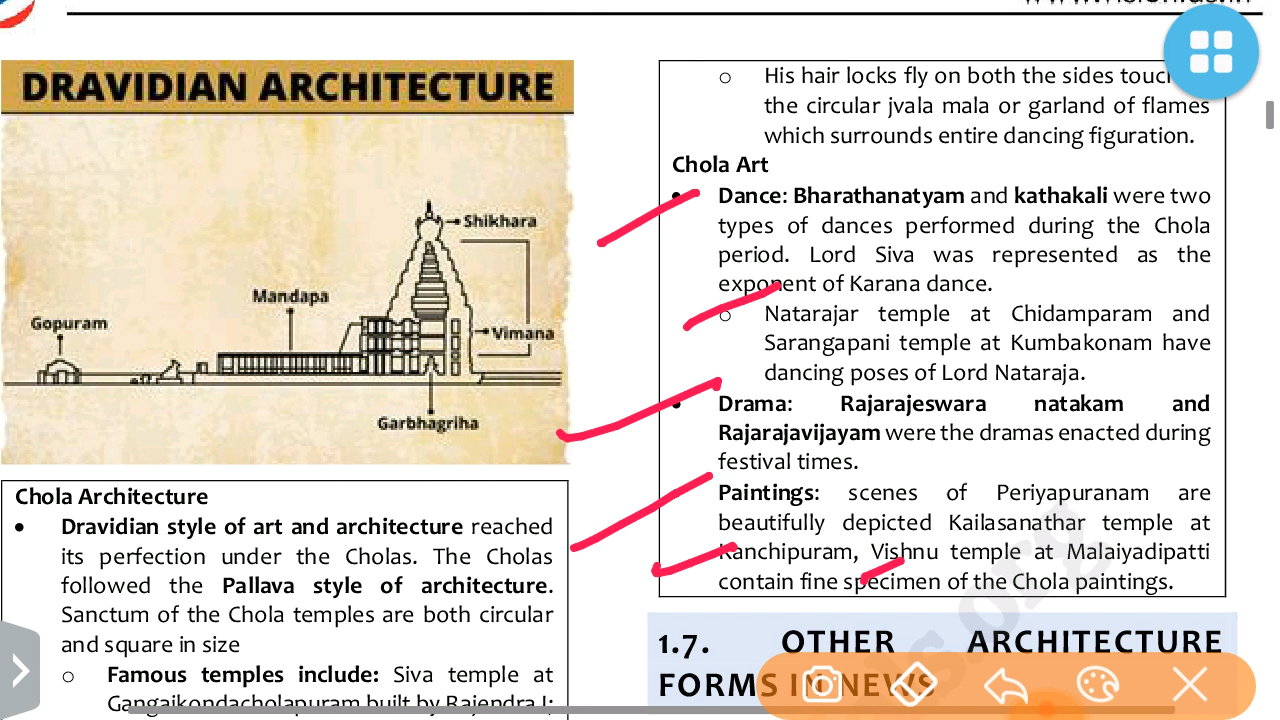 DRAVIDIAN ARCHITECTURE
Shikhara
Mandapa
Gopuram
Vimana
Garbhagriha
Chola Architecture
• Dravidian style of art and architecture reached
its perfection under the Cholas. The Cholas
followed the Pallava style of architecture.
Sanctum of the Chola temples are both circular
and square in size
o Famous temples include: Siva temple at
Gangaikondacholapuram built by Rajendra I;
o His hair locks fly on both the sides
the circular jvala mala or garland of flames
which surrounds entire dancing figuration.
Chola Art
• Dance: Bharathanatyam and kathakali were two
types of dances performed during the Chola
period. Lord Siva was represented as the
exponent of Karana dance.
o Natarajar temple at Chidamparam and
Sarangapani temple at Kumbakonam have
dancing poses of Lord Nataraja.
• Drama: Rajarajeswara natakam and
Rajarajavijayam were the dramas enacted during
festival times.
Paintings: scenes of Periyapuranam are
beautifully depicted Kailasanathar temple at
Kanchipuram, Vishnu temple at Malaiyadipatti
contain fine specimen of the Chola paintings.
1.7. OTHER ARCHITECTURE
FORMS IN NEWS